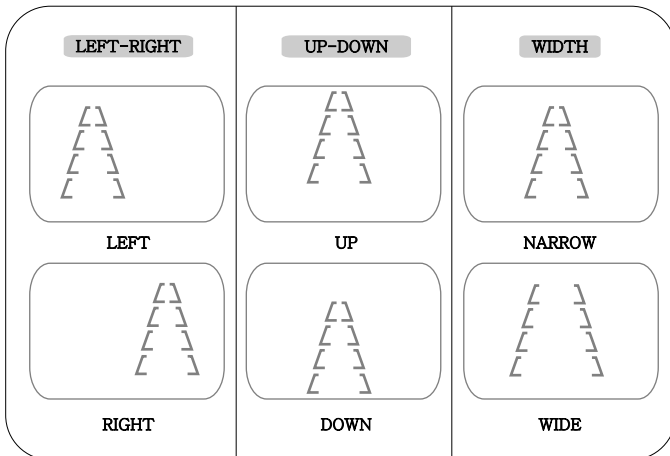 LEFT-RIGHT
UP-DOWN
WIDTH
LEFT
UP
NARROW
RIGHT
DOWN
WIDE